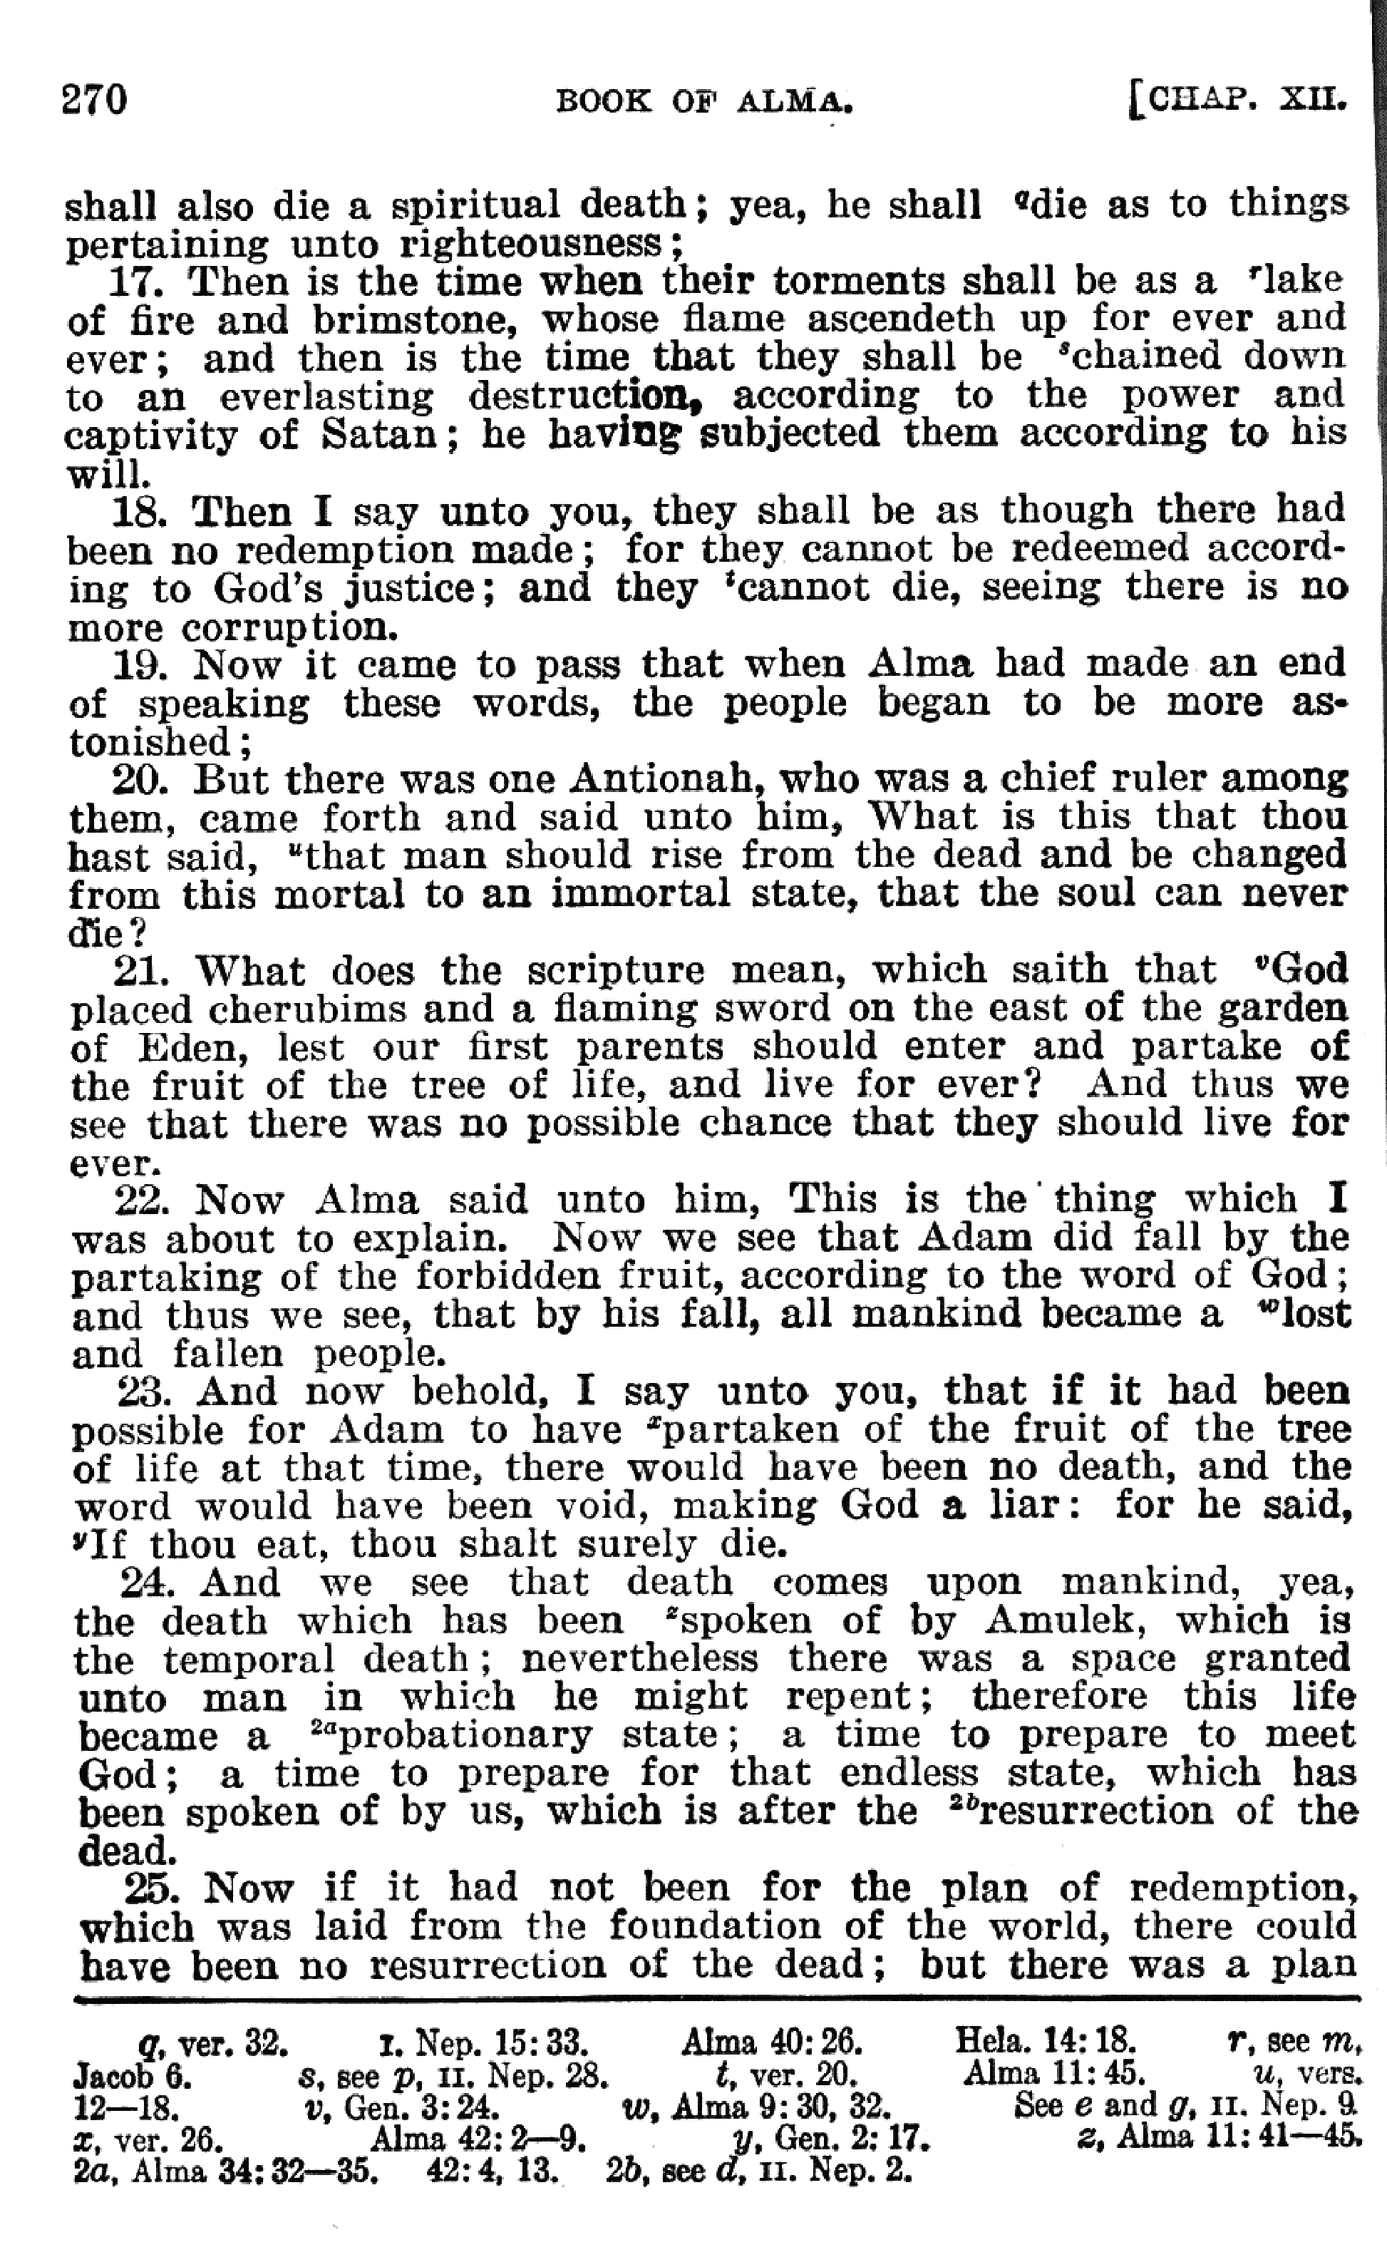 270 BOOK OF ALMA. [CHAP. XII.
shall also die a spiritual death; yea, he shall qdie as to things
pertaining unto righteousness;
17. Then is the time when their torments shall be as a rlake
of fire and brimstone, whose flame ascendeth up for ever and
ever; and then is the time that they shall be schained down
to an everlasting destruction, according to the power and
captivity of Satan; he having subjected them according to his
will.
18. Then I say unto you, they shall be as though there had
been no redemption made; for they cannot be redeemed accord-
ing to God's justice; and they tcannot die, seeing there is no
more corruption.
19. Now it came to pass that when Alma had made an end
of speaking these words, the people began to be more as-
tonished;
20. But there was one Antionah, who was a chief ruler among
them, came forth and said unto him, What is this that thou
hast said, uthat man should rise from the dead and be changed
from this mortal to an immortal state, that the soul can never
die?
21. What does the scripture mean, which saith that vGod
placed cherubims and a flaming sword on the east of the garden
of Eden, lest our first parents should enter and partake of
the fruit of the tree of life, and live for ever? And thus we
see that there was no possible chance that they should live for
ever.
22. Now Alma said unto him, This is the thing which I
was about to explain. Now we see that Adam did fall by the
partaking of the forbidden fruit, according to the word of God;
and thus we see, that by his fall, all mankind became a wlost
and fallen people.
23. And now behold, I say unto you, that if it had been
possible for Adam to have xpartaken of the fruit of the tree
of life at that time, there would have been no death, and the
word would have been void, making God a liar: for he said,
yIf thou eat, thou shalt surely die.
24. And we see that death comes upon mankind, yea,
the death which has been zspoken of by Amulek, which is
the temporal death; nevertheless there was a space granted
unto man in which he might repent; therefore this life
became a 2aprobationary state; a time to prepare to meet
God; a time to prepare for that endless state, which has
been spoken of by us, which is after the 2bresurrection of the
dead.
25. Now if it had not been for the plan of redemption,
which was laid from the foundation of the world, there could
have been no resurrection of the dead; but there was a plan
q, ver. 32. I. Nep. 15:33. Alma 40:26. Hela. 14:18. r, see m,
Jacob 6. s, see p, II. Nep. 28. t, ver. 20. Alma 11:45. u, vers.
12—18. v, Gen. 3:24. w, Alma 9:30, 32. See e and g, II. Nep. 9.
x, ver. 26. Alma 42:2—9. y, Gen. 2:17. z, Alma 11:41—45.
2a, Alma 34:32—35. 42:4, 13. 2b, see d, II. Nep. 2.